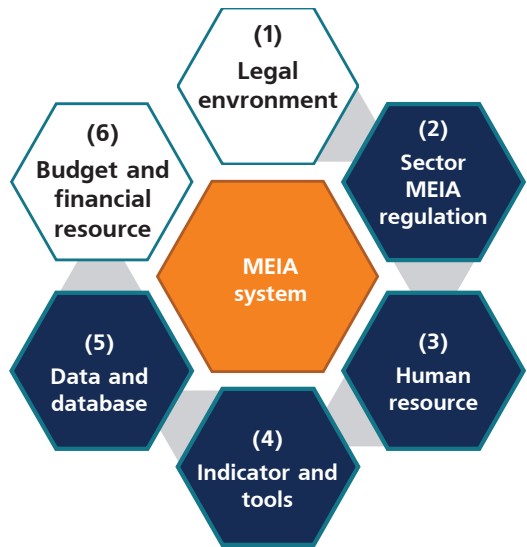 (1)
Legal
environment
(2)
Sector
MEIA
regulation
(3)
Human
resource
(4)
Indicator and
tools
(5)
Data and
database
(6)
Budget and
financial
resource
MEIA
system